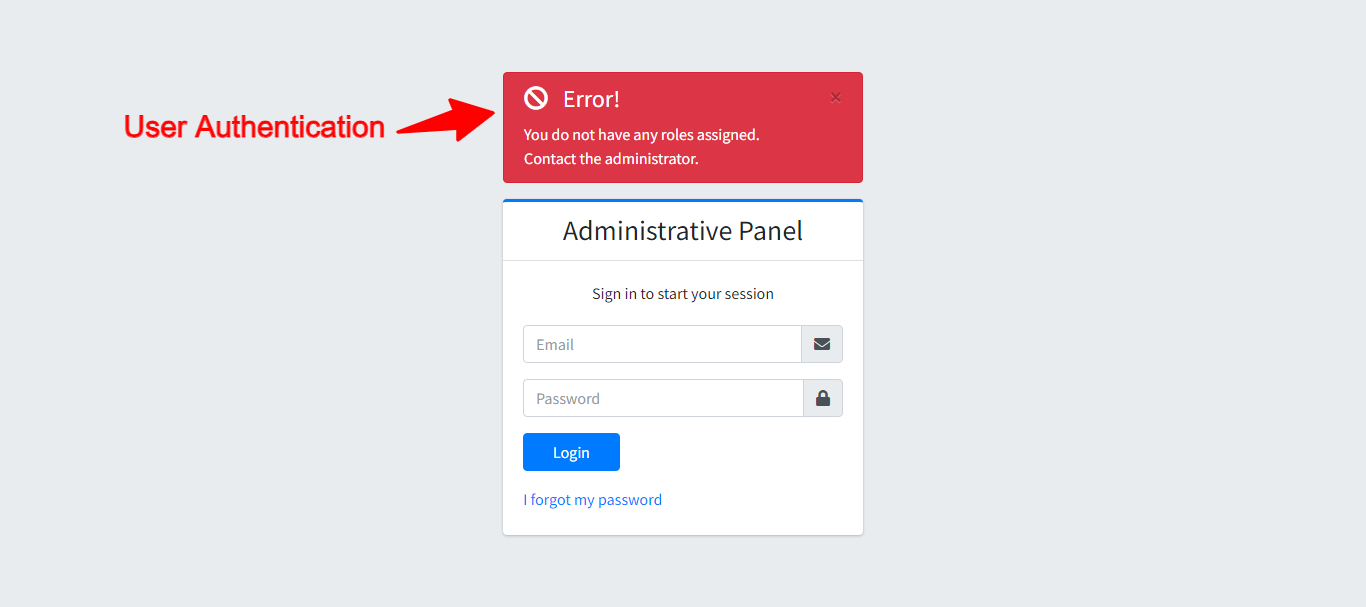 Error!
User Authentication
You do not have any roles assigned.
Contact the administrator.
Administrative Panel
Sign in to start your session
Email
Password
Login
I forgot my password